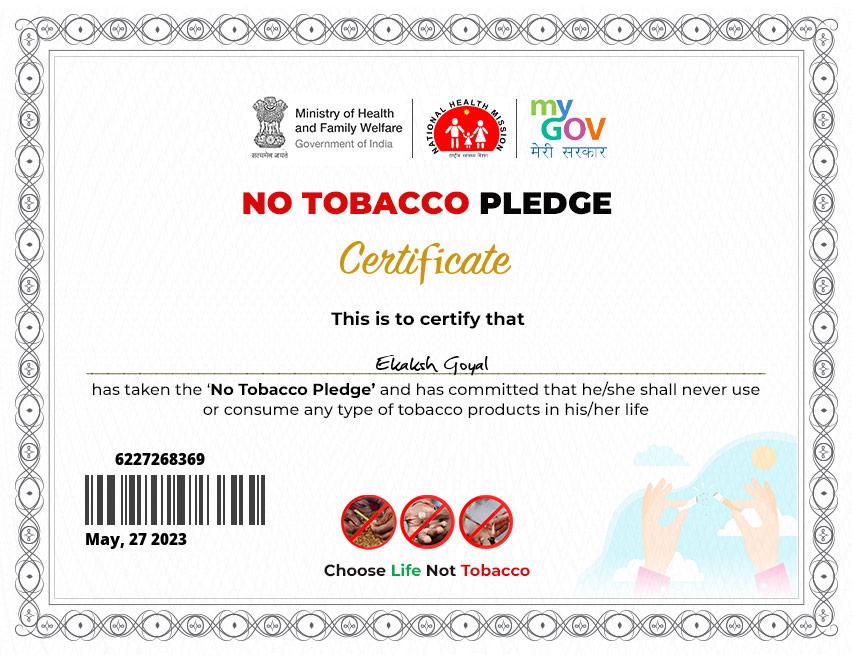 Ministry of Health
and Family Welfare
Government of India
सत्यमेव जयते
NATIONAL HEALTH MISSION
राष्ट्रीय स्वास्थ्य मिशन
my
GOV
मेरी सरकार
NO TOBACCO PLEDGE
Certificate
This is to certify that
Ekaksh Goyal
has taken the ‘No Tobacco Pledge’ and has committed that he/she shall never use
or consume any type of tobacco products in his/her life
6227268369
May, 27 2023
Choose Life Not Tobacco